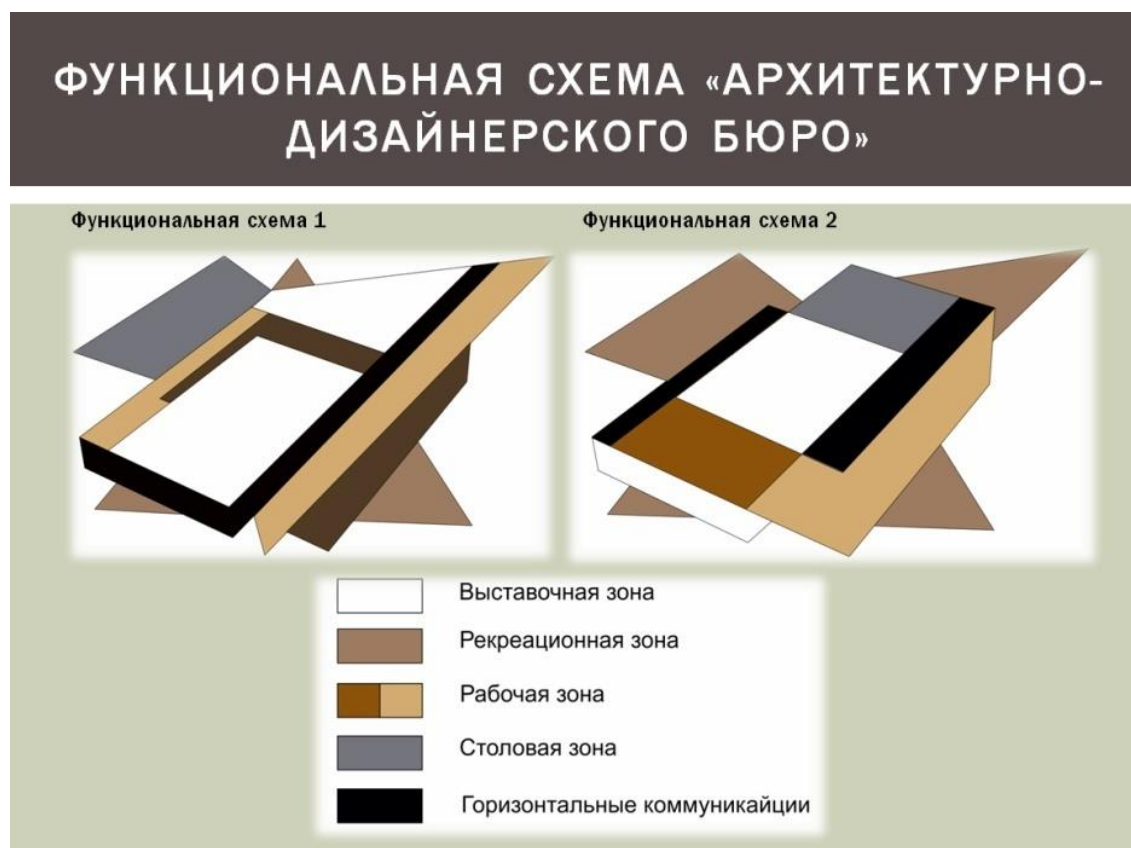 ФУНКЦИОНАЛЬНАЯ СХЕМА «АРХИТЕКТУРНО-
ДИЗАЙНЕРСКОГО БЮРО»
Функциональная схема 1
Функциональная схема 2
Выставочная зона
Рекреационная зона
Рабочая зона
Столовая зона
Горизонтальные коммуникайции